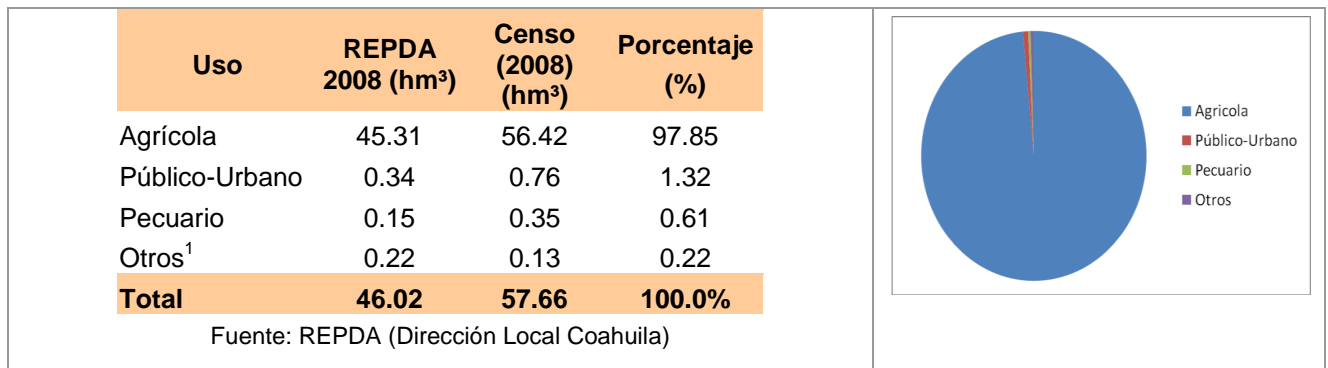 Uso REPDA 2008 (hm³) Censo (2008) (hm³) Porcentaje (%)
Agrícola 45.31 56.42 97.85
Público-Urbano 0.34 0.76 1.32
Pecuario 0.15 0.35 0.61
Otros¹ 0.22 0.13 0.22
Total 46.02 57.66 100.0%
Fuente: REPDA (Dirección Local Coahuila)
Agricola
Público-Urbano
Pecuario
Otros